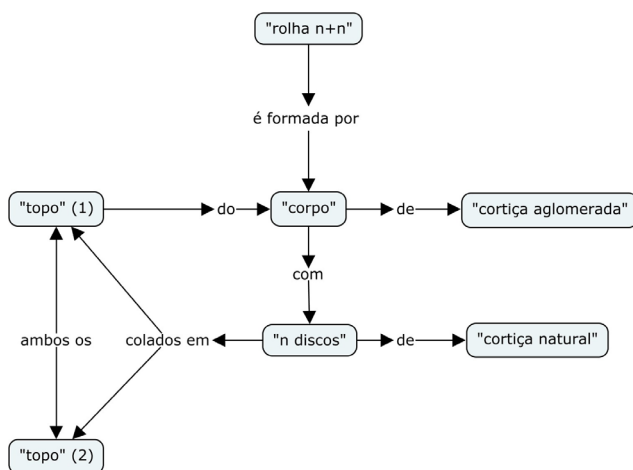 "rolha n+n"
é formada por
"topo" (1)
do
"corpo"
de
"cortiça aglomerada"
com
ambos os
colados em
"n discos"
de
"cortiça natural"
"topo" (2)